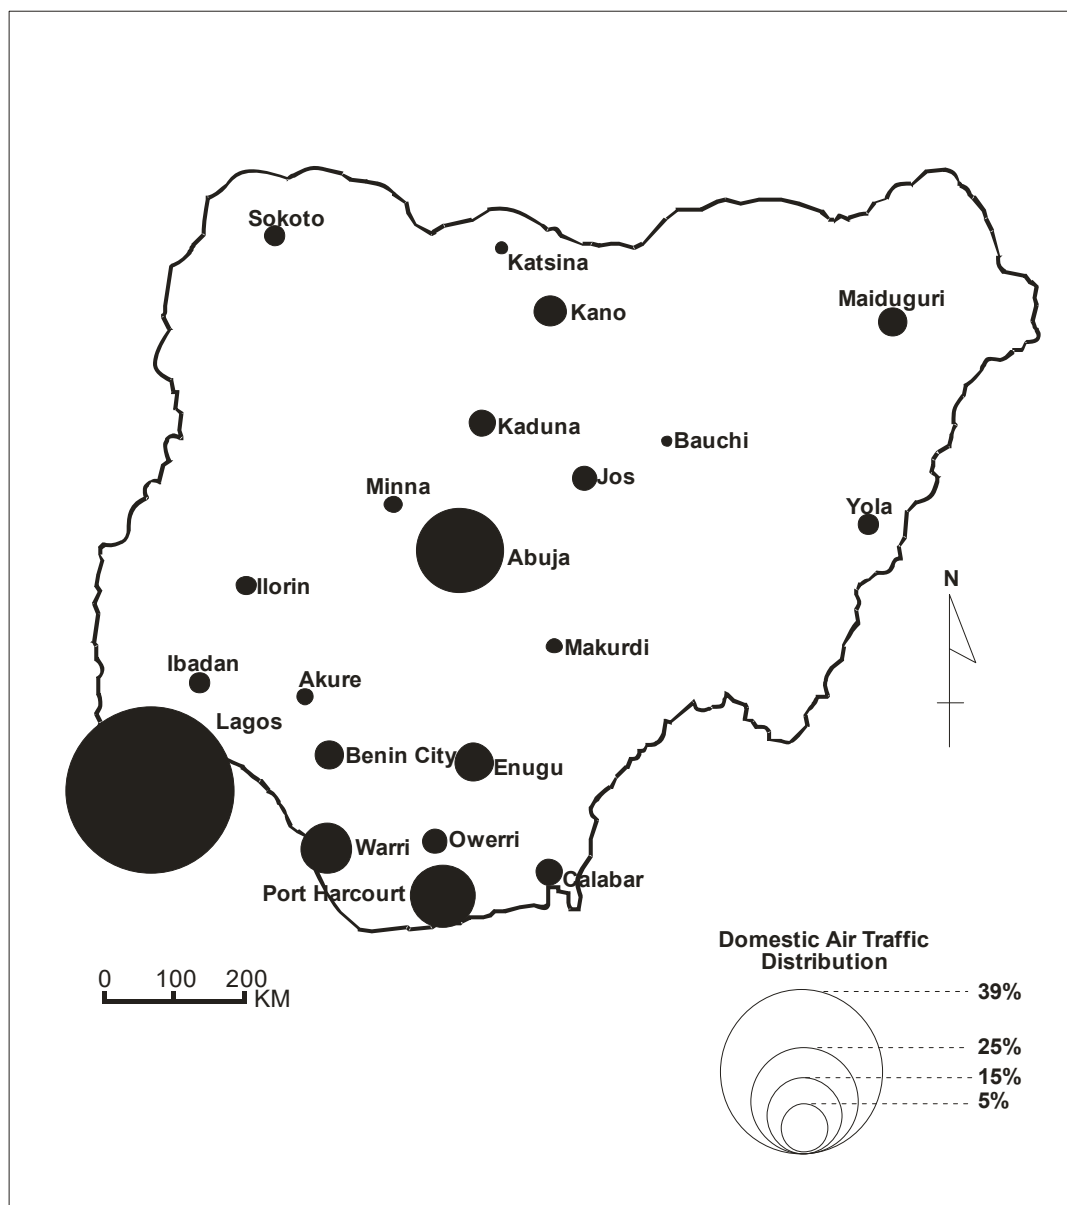 Sokoto
Katsina
Kano
Maiduguri
Kaduna
Bauchi
Jos
Minna
Yola
Abuja
Ilorin
N
Makurdi
Ibadan
Akure
Lagos
Benin City
Enugu
Owerri
Warri
Calabar
Port Harcourt
Domestic Air Traffic
Distribution
0 100 200
KM
39%
25%
15%
5%